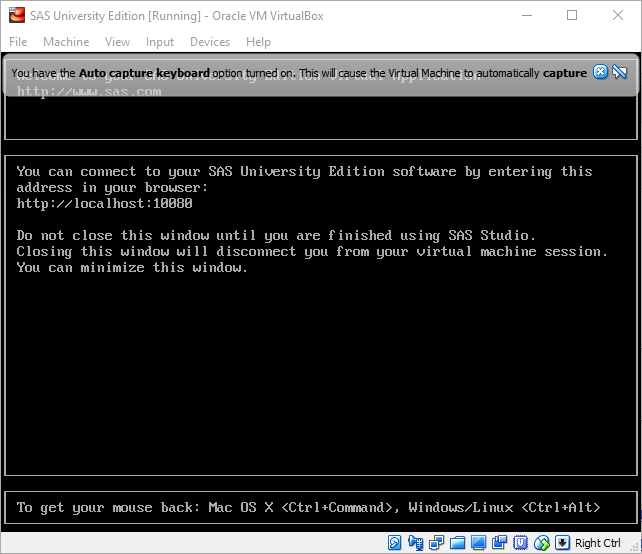 SAS University Edition [Running] - Oracle VM VirtualBox
File Machine View Input Devices Help
You have the Auto capture keyboard option turned on. This will cause the Virtual Machine to automatically capture
http://www.sas.com
You can connect to your SAS University Edition software by entering this
address in your browser:
http://localhost:10080
Do not close this window until you are finished using SAS Studio.
Closing this window will disconnect you from your virtual machine session.
You can minimize this window.
To get your mouse back: Mac OS X <Ctrl+Command>, Windows/Linux <Ctrl+Alt>
Right Ctrl